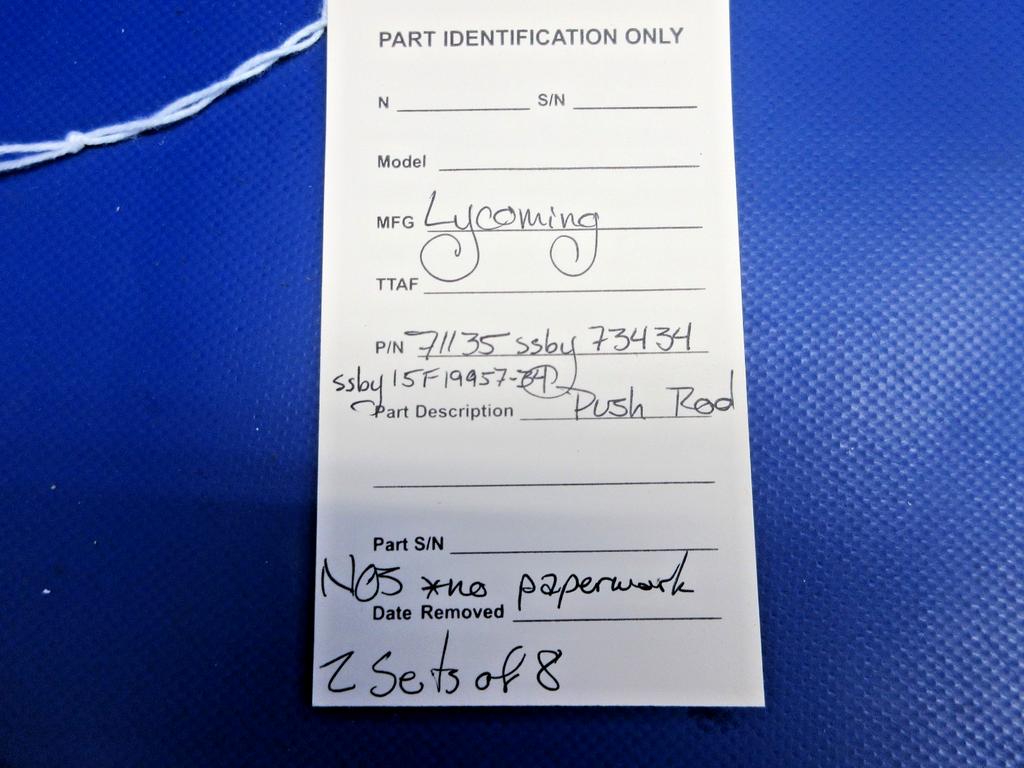 PART IDENTIFICATION ONLY
N S/N
Model
MFG Lycoming
TTAF
P/N 71135 ssby 73434
ssby 15F19957-34
Part Description Push Rod
Part S/N
NOS *no paperwork
Date Removed
2 Sets of 8